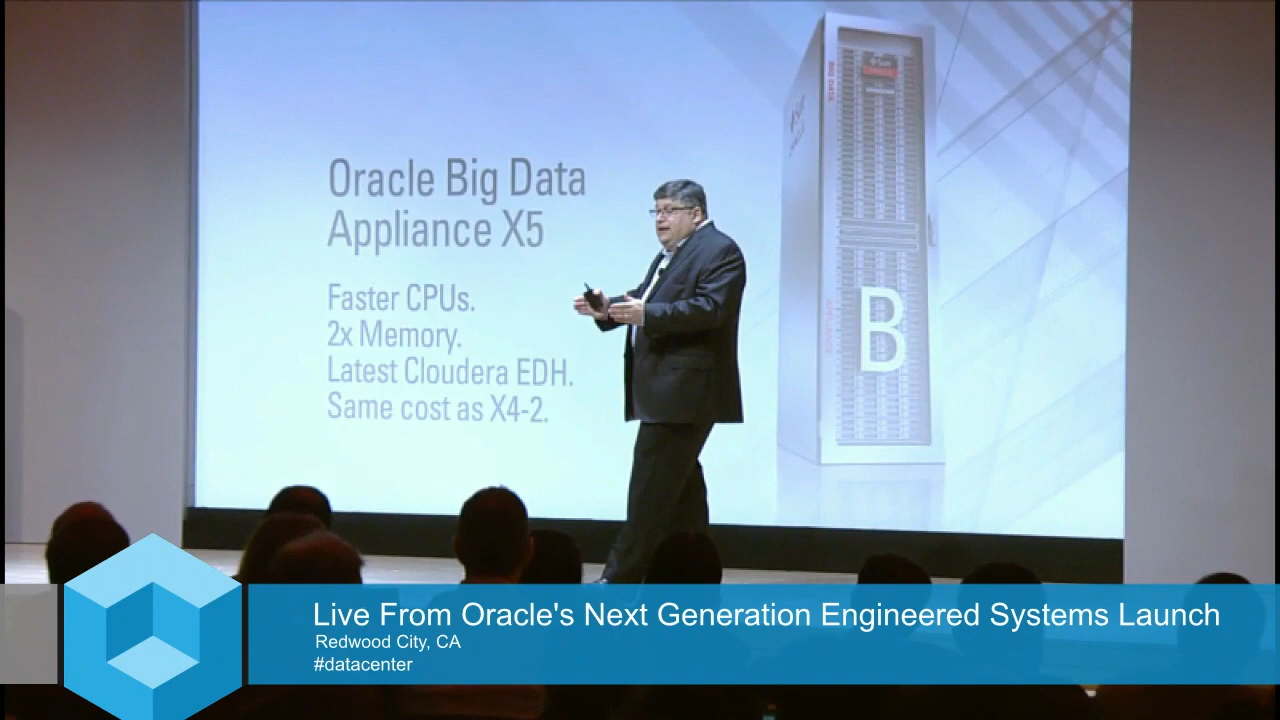 Oracle Big Data
Appliance X5
Faster CPUs.
2x Memory.
Latest Cloudera EDH.
Same cost as X4-2.
B
Live From Oracle's Next Generation Engineered Systems Launch
Redwood City, CA
#datacenter